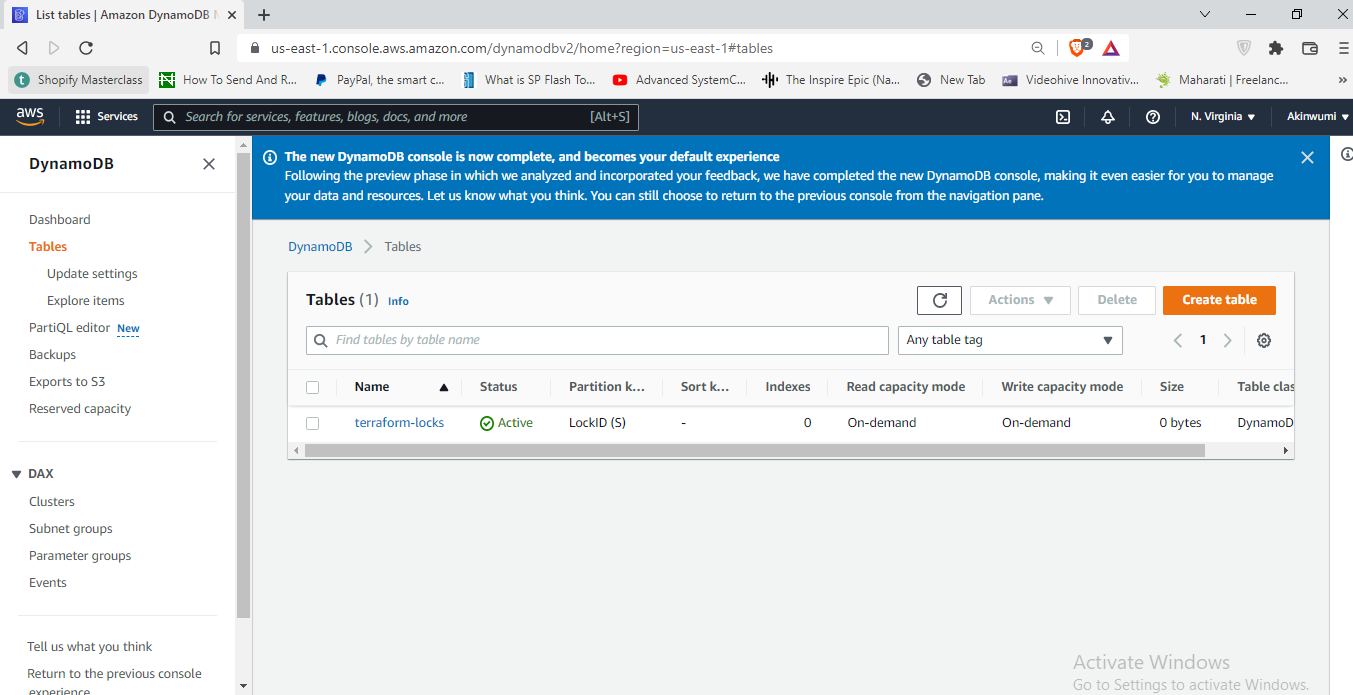 List tables | Amazon DynamoDB
us-east-1.console.aws.amazon.com/dynamodbv2/home?region=us-east-1#tables
2
t Shopify Masterclass How To Send And R... PayPal, the smart c... What is SP Flash To... Advanced SystemC... The Inspire Epic (Na... New Tab Ae Videohive Innovativ... Maharati | Freelanc... »
aws Services Search for services, features, blogs, docs, and more [Alt+S] N. Virginia Akinwumi
DynamoDB
Dashboard
Tables
Update settings
Explore items
PartiQL editor New
Backups
Exports to S3
Reserved capacity
DAX
Clusters
Subnet groups
Parameter groups
Events
Tell us what you think
Return to the previous console
experience
The new DynamoDB console is now complete, and becomes your default experience
Following the preview phase in which we analyzed and incorporated your feedback, we have completed the new DynamoDB console, making it even easier for you to manage
your data and resources. Let us know what you think. You can still choose to return to the previous console from the navigation pane.
DynamoDB > Tables
Tables (1) Info Actions Delete Create table
Find tables by table name Any table tag 1
Name Status Partition k... Sort k... Indexes Read capacity mode Write capacity mode Size Table clas
terraform-locks Active LockID (S) - 0 On-demand On-demand 0 bytes DynamoD
Activate Windows
Go to Settings to activate Windows.